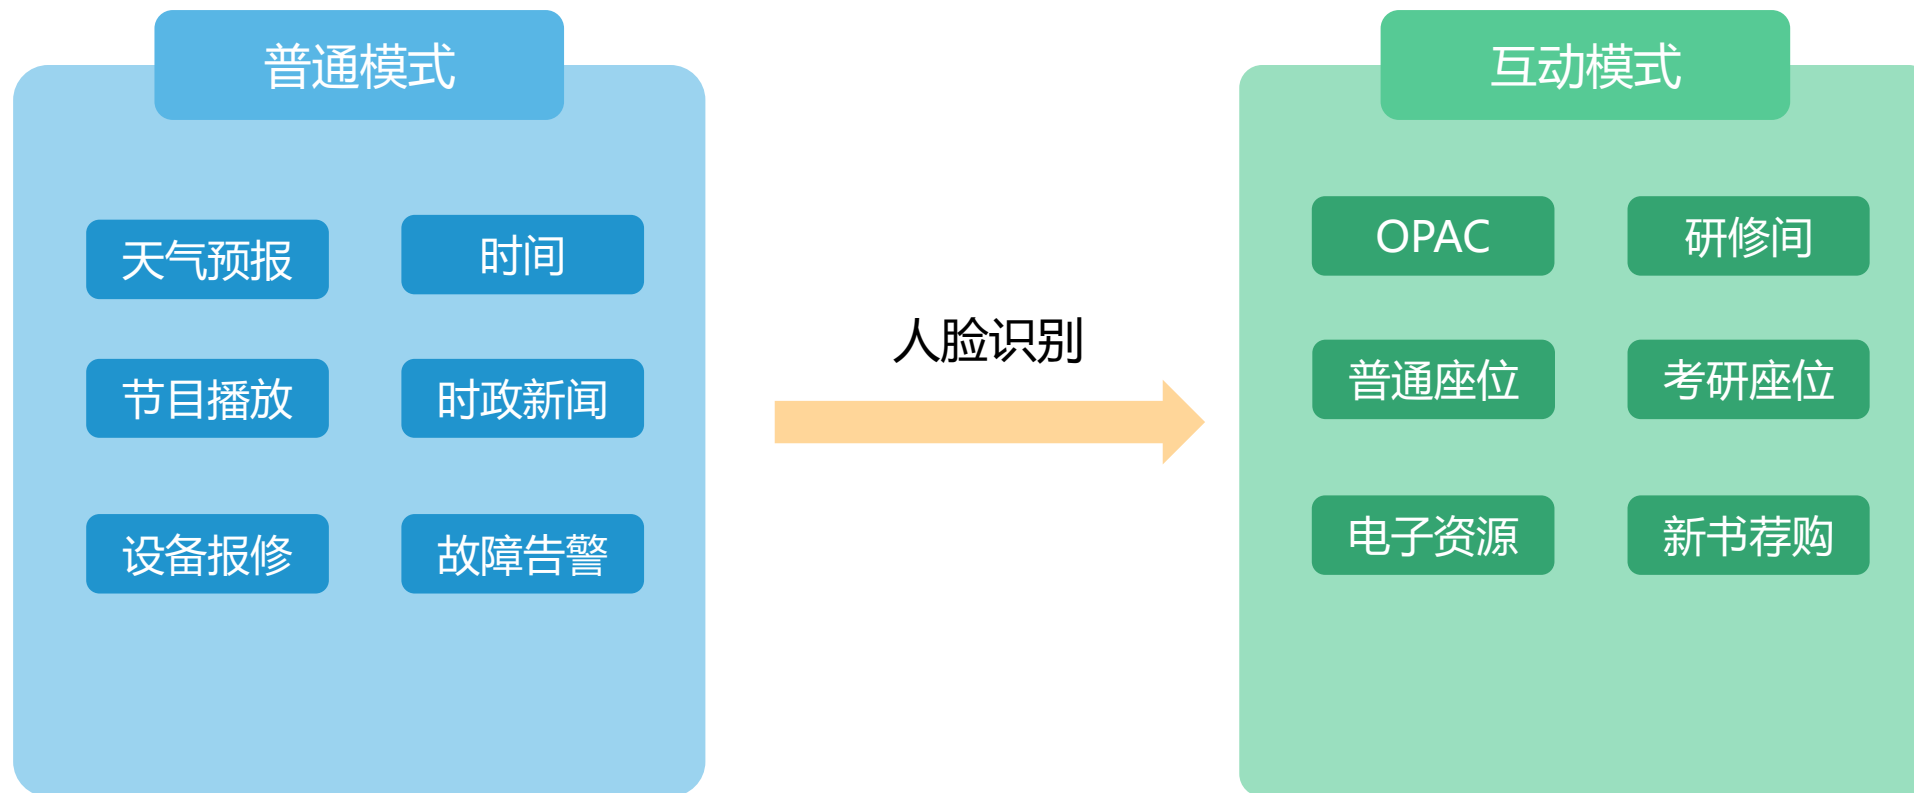 普通模式
天气预报
时间
节目播放
时政新闻
设备报修
故障告警
人脸识别
互动模式
OPAC
研修间
普通座位
考研座位
电子资源
新书荐购